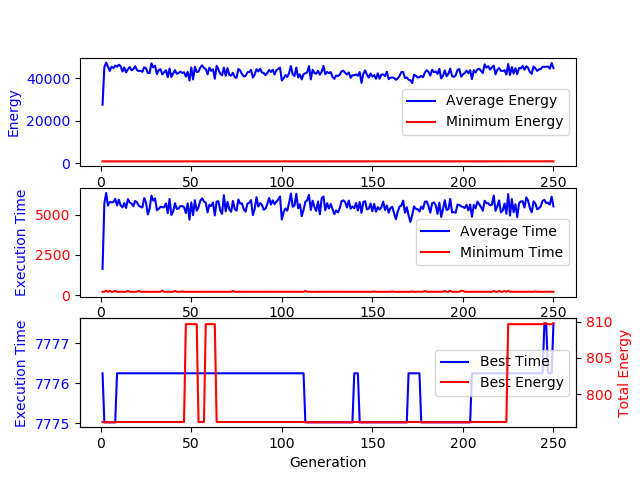 40000
20000
0
Energy
Average Energy
Minimum Energy
0 50 100 150 200 250
5000
2500
0
Execution Time
Average Time
Minimum Time
0 50 100 150 200 250
7777
7776
7775
Execution Time
810
805
800
Total Energy
Best Time
Best Energy
0 50 100 150 200 250
Generation